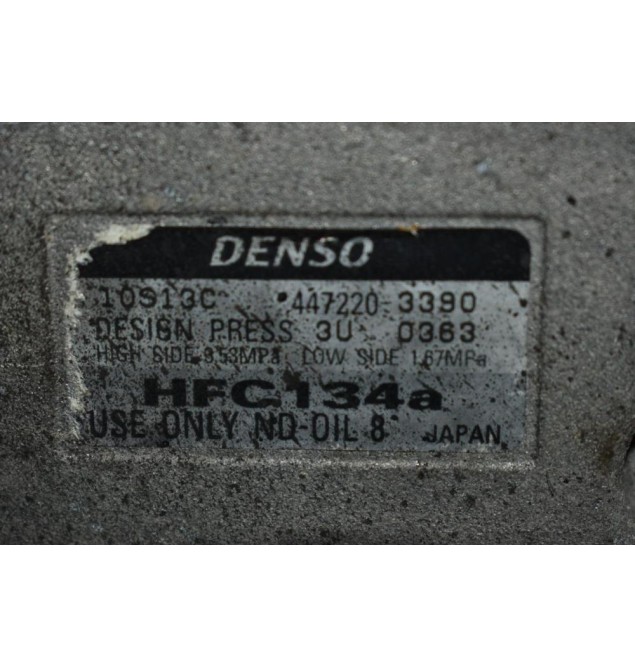 DENSO
10S13C 447220-3390
DESIGN PRESS 3U 0363
HIGH SIDE 3.53MPa LOW SIDE 1.67MPa
HFC134a
USE ONLY ND-OIL 8 JAPAN